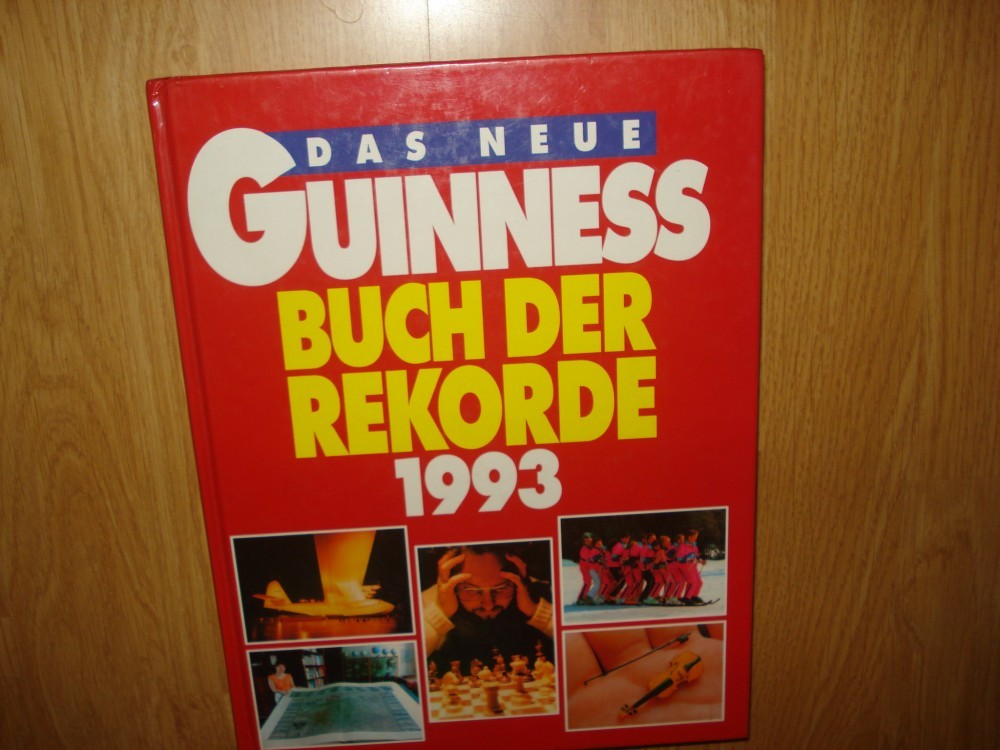 DAS NEUE
GUINNESS
BUCH DER
REKORDE
1993